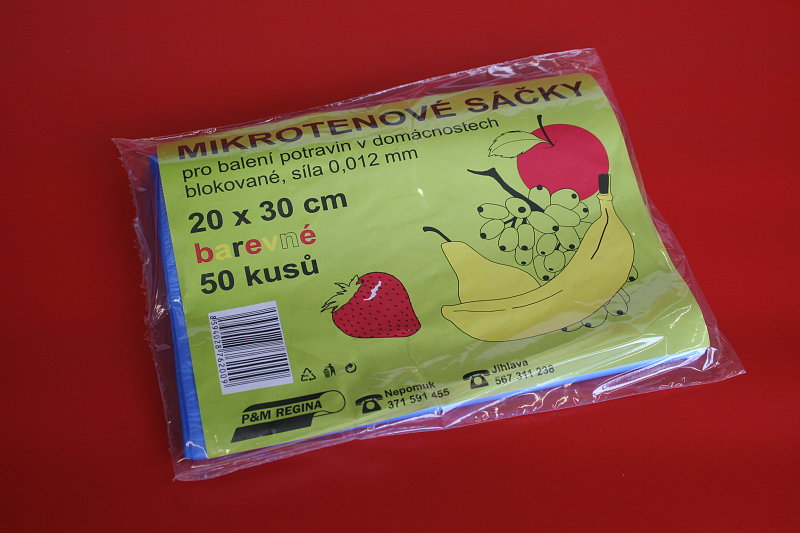 MIKROTENOVÉ SÁČKY
pro balení potravin v domácnostech
blokované, síla 0,012 mm
20 x 30 cm
barevné
50 kusů
8594028762009
P&M REGINA
Nepomuk
371 591 455
Jihlava
567 311 238